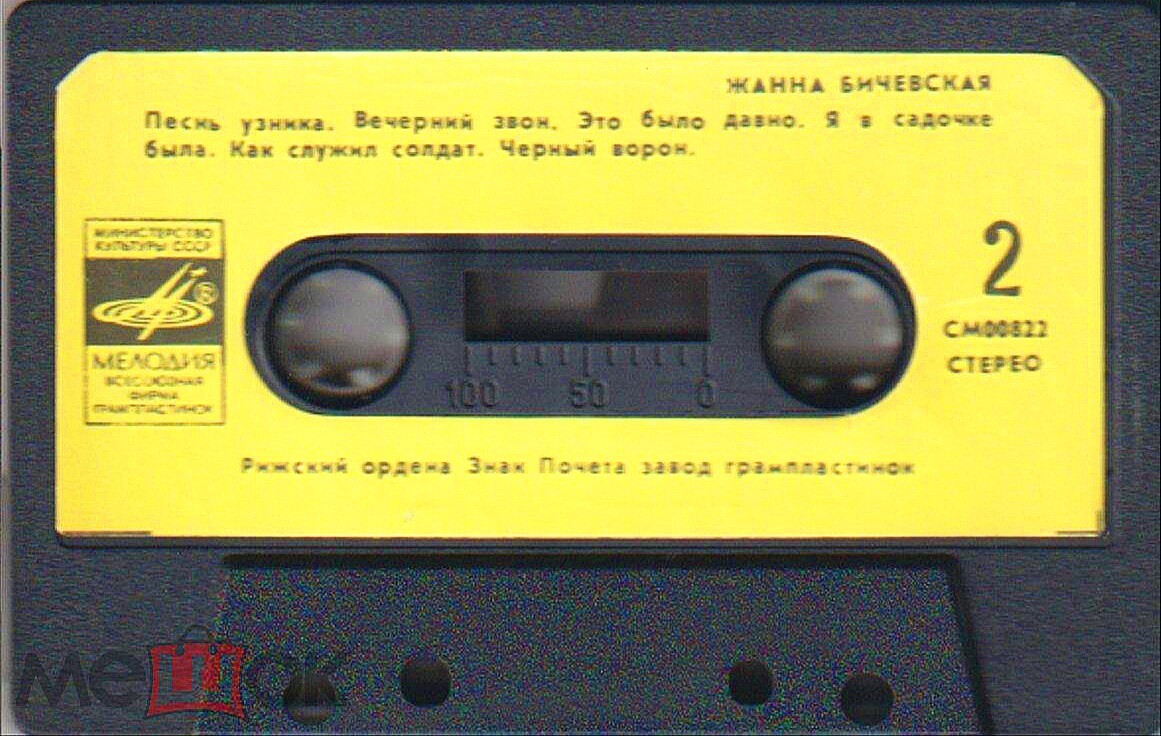 ЖАННА БИЧЕВСКАЯ
Песнь узника. Вечерний звон. Это было давно. Я в садочке
была. Как служил солдат. Черный ворон.
МИНИСТЕРСТВО
КУЛЬТУРЫ СССР
МЕЛОДИЯ
ВСЕСОЮЗНАЯ
ФИРМА
ГРАМПЛАСТИНОК
2
СМ00822
СТЕРЕО
100 50 0
Рижский ордена Знак Почета завод грампластинок
мешок